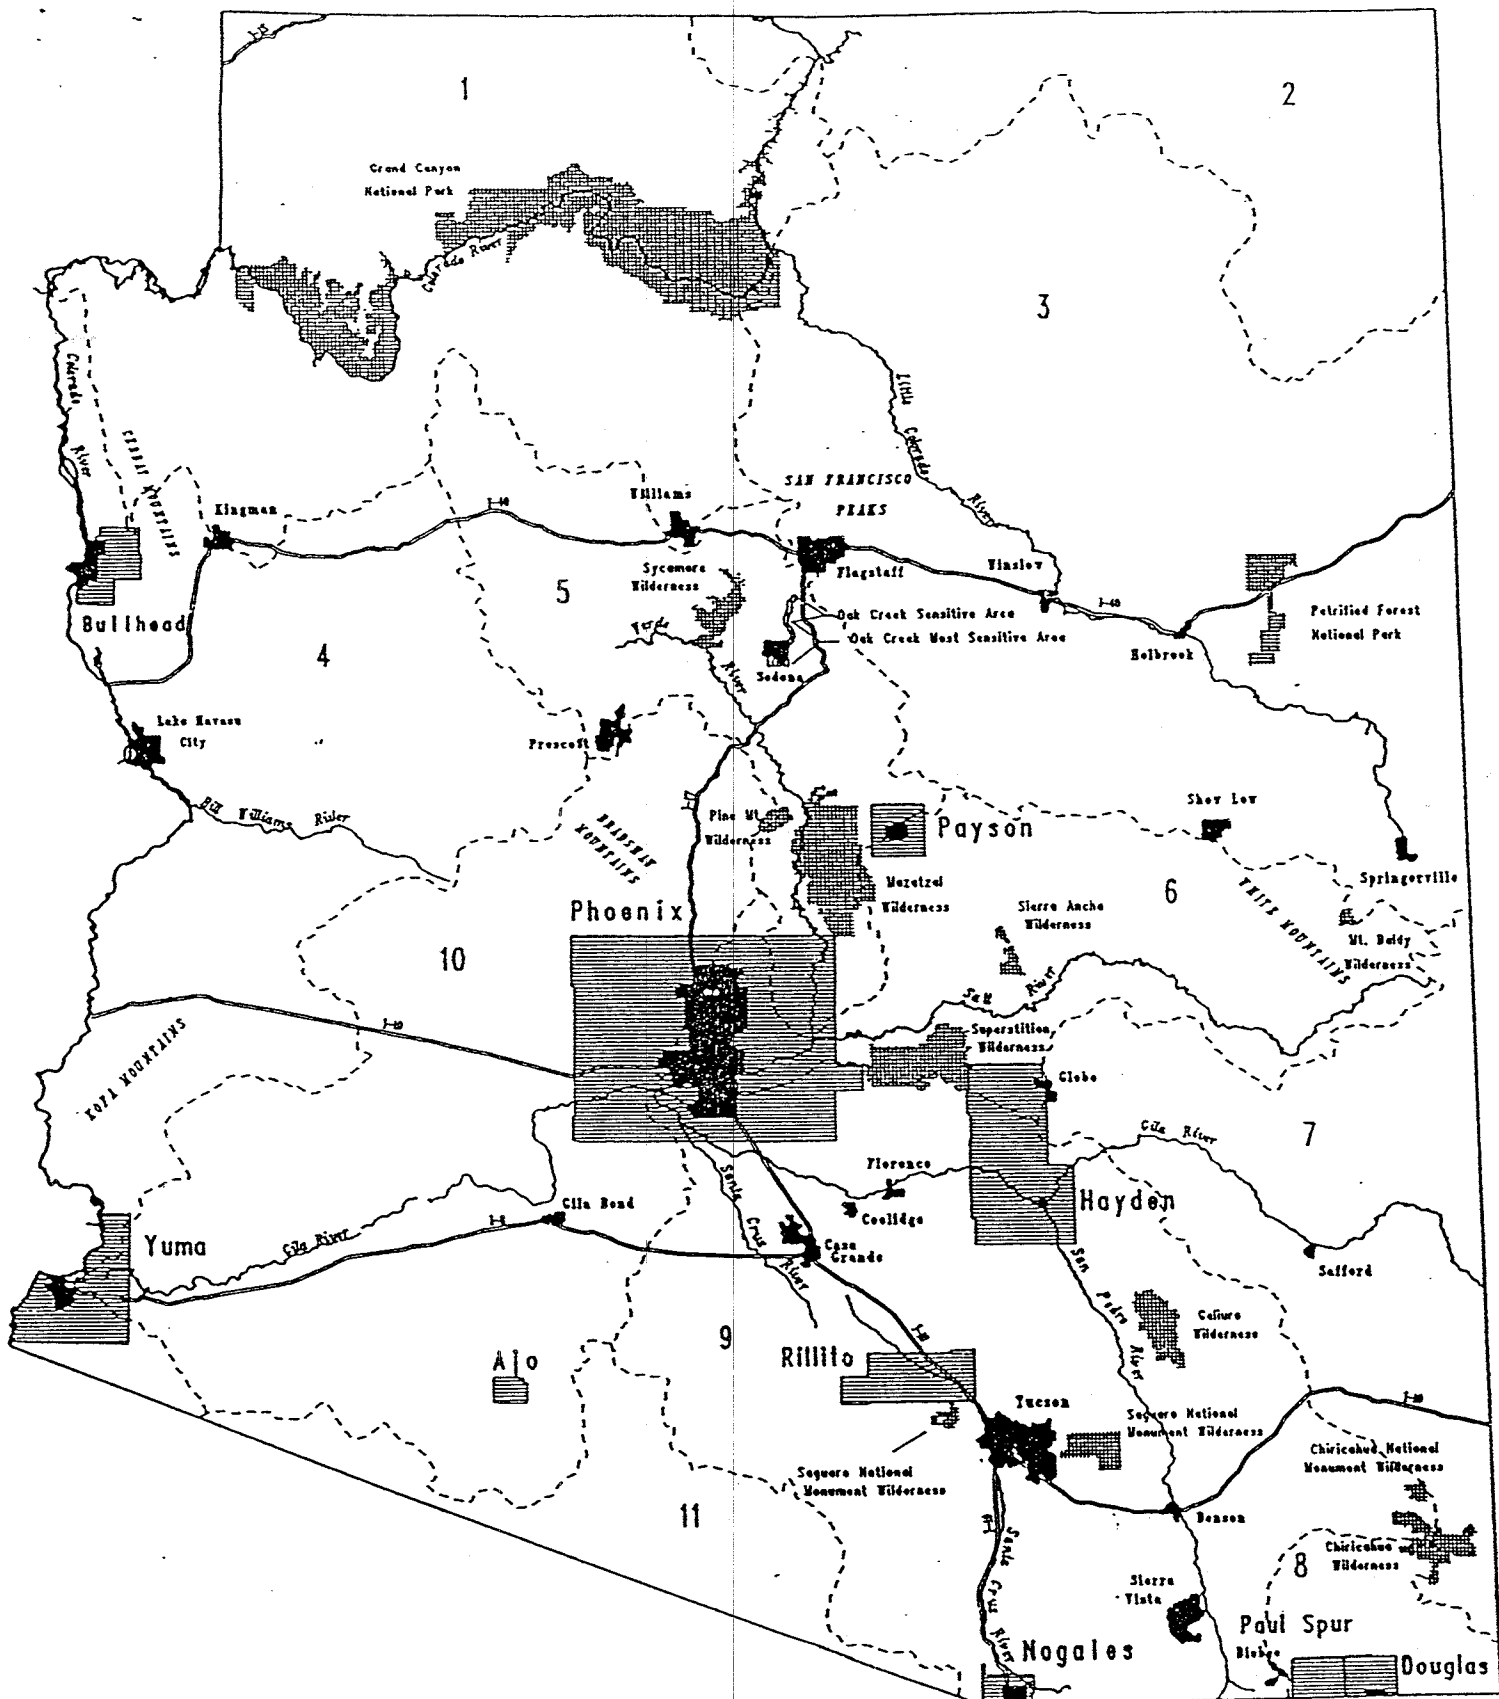 I-15
1
2
Grand Canyon
National Park
Colorado River
3
Colorado
River
Little
Colorado
River
CERBAT MOUNTAINS
SAN FRANCISCO
PEAKS
Kingman
I-40
Williams
Flagstaff
Winslow
I-40
Holbrook
Petrified Forest
National Park
Sycamore
Wilderness
5
Oak Creek Sensitive Area
Oak Creek Most Sensitive Area
Verde
River
Sedona
Bullhead
4
Lake Havasu
City
Prescott
Bill Williams River
I-17
BRADSHAW
MOUNTAINS
Pine Mt.
Wilderness
Payson
Show Low
Springerville
Mazatzal
Wilderness
6
WHITE MOUNTAINS
Mt. Baldy
Wilderness
Sierra Ancha
Wilderness
Phoenix
10
Salt River
Superstition
Wilderness
I-10
KOFA MOUNTAINS
Globe
7
Gila River
Florence
Coolidge
Hayden
Santa
Cruz
River
Gila Bend
I-8
Casa
Grande
Yuma
Gila River
Safford
San
Pedro
River
Galiuro
Wilderness
9
Ajo
Rillito
I-10
Tucson
Saguaro National
Monument Wilderness
I-10
Saguaro National
Monument Wilderness
Chiricahua National
Monument Wilderness
11
Benson
I-19
Santa Cruz River
8
Chiricahua
Wilderness
Sierra
Vista
Paul Spur
Bisbee
Nogales
Douglas